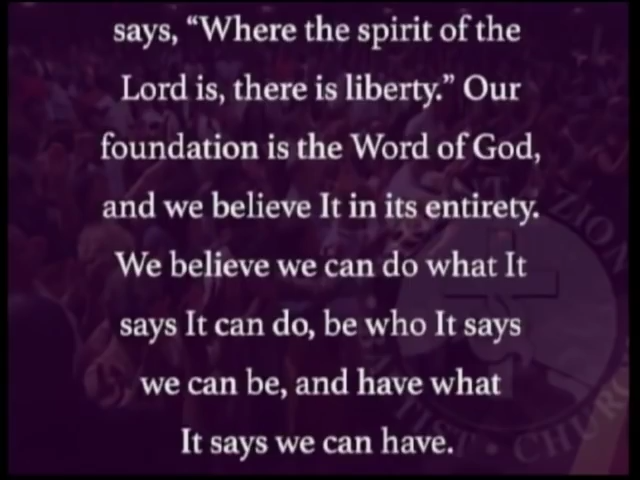 says, “Where the spirit of the
Lord is, there is liberty.” Our
foundation is the Word of God,
and we believe It in its entirety.
We believe we can do what It
says It can do, be who It says
we can be, and have what
It says we can have.
ZION
CHURCH